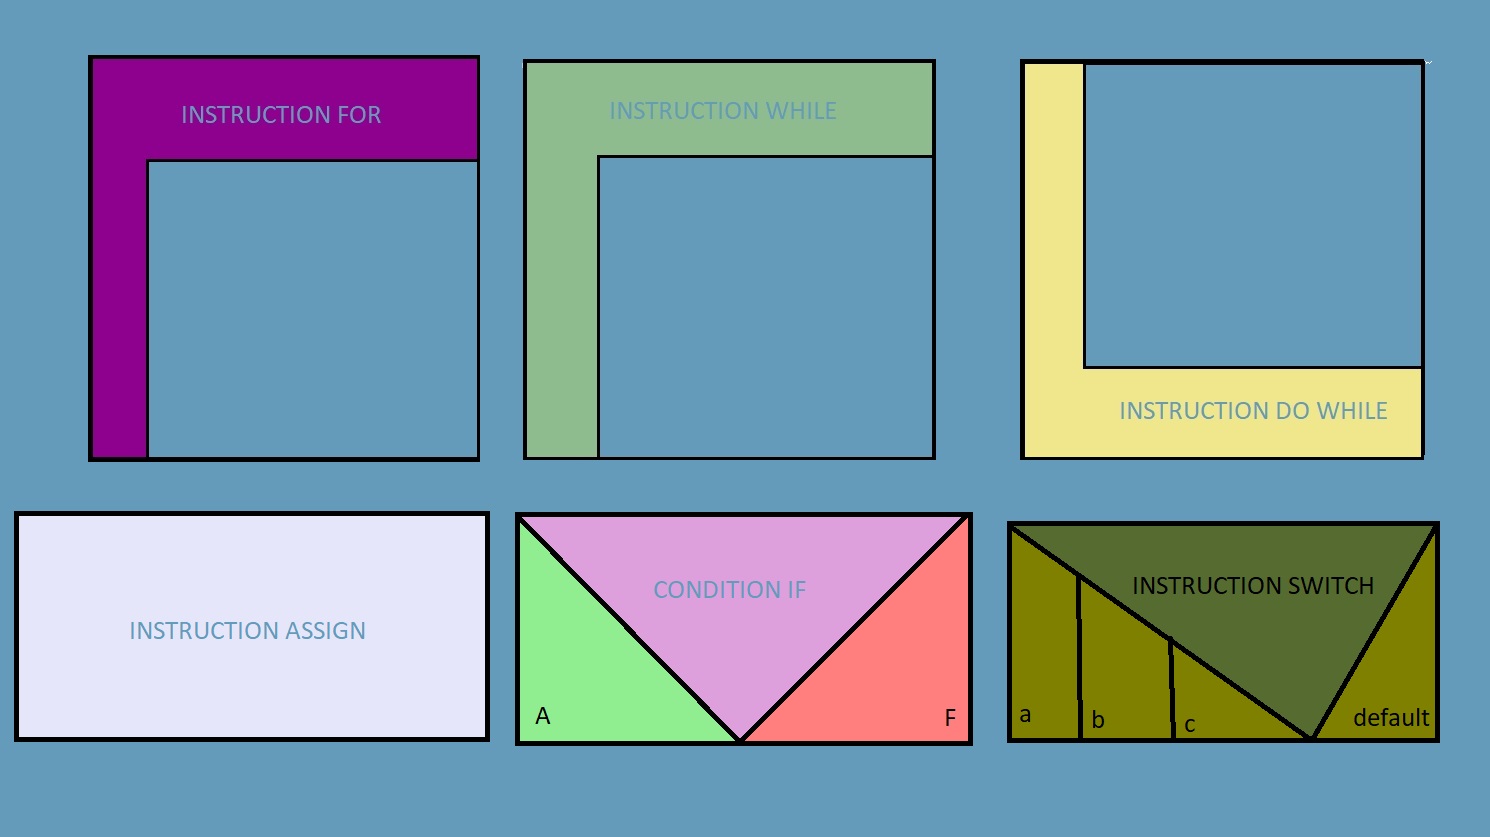 INSTRUCTION FOR
INSTRUCTION WHILE
INSTRUCTION DO WHILE
INSTRUCTION ASSIGN
CONDITION IF
A
F
INSTRUCTION SWITCH
a
b
c
default